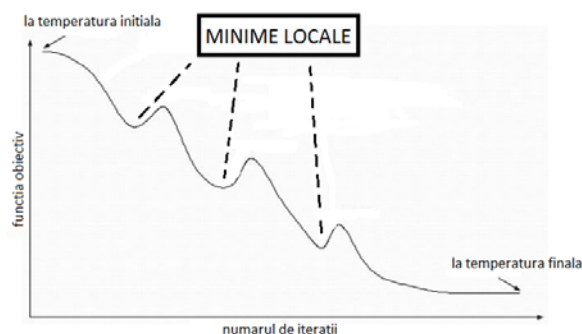 la temperatura initiala
MINIME LOCALE
functia obiectiv
la temperatura finala
numarul de iteratii